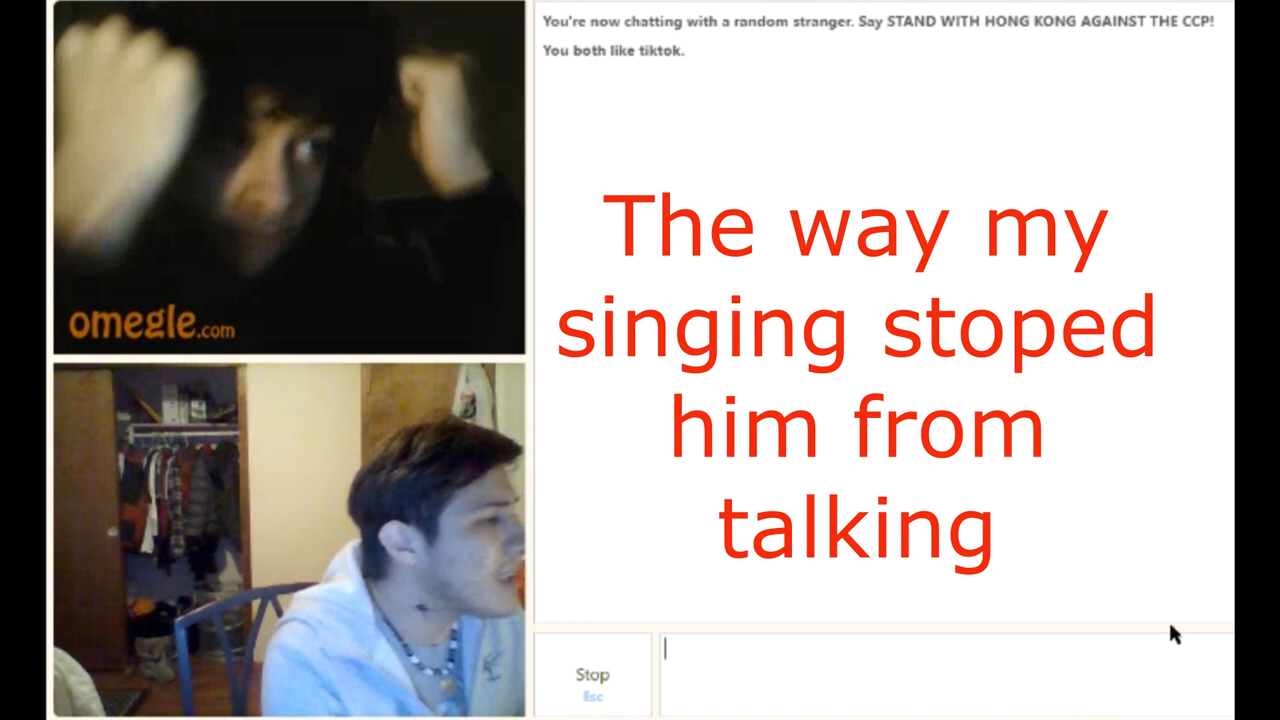 You're now chatting with a random stranger. Say STAND WITH HONG KONG AGAINST THE CCP!
You both like tiktok.
omegle.com
The way my
singing stoped
him from
talking
Stop
Esc